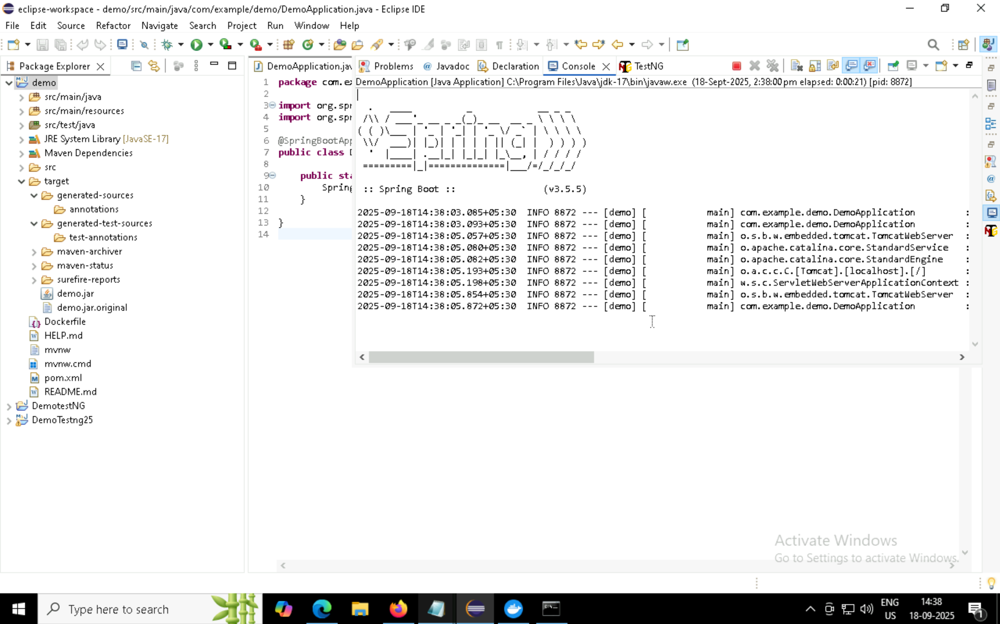 eclipse-workspace - demo/src/main/java/com/example/demo/DemoApplication.java - Eclipse IDE
File Edit Source Refactor Navigate Search Project Run Window Help
Package Explorer
demo
src/main/java
src/main/resources
src/test/java
JRE System Library [JavaSE-17]
Maven Dependencies
src
target
generated-sources
annotations
generated-test-sources
test-annotations
maven-archiver
maven-status
surefire-reports
demo.jar
demo.jar.original
Dockerfile
HELP.md
mvnw
mvnw.cmd
pom.xml
README.md
DemotestNG
DemoTestng25
DemoApplication.jav
1 package com.ex
2
3 import org.spr
4 import org.spr
5
6 @SpringBootApp
7 public class D
8
9 public sta
10 Spring
11 }
12
13 }
14
Problems Javadoc Declaration Console TestNG
DemoApplication [Java Application] C:\Program Files\Java\jdk-17\bin\javaw.exe (18-Sept-2025, 2:38:00 pm elapsed: 0:00:21) [pid: 8872]
Spring
:: Spring Boot :: (v3.5.5)
2025-09-18T14:38:03.085+05:30 INFO 8872 --- [demo] [ main] com.example.demo.DemoApplication :
2025-09-18T14:38:03.093+05:30 INFO 8872 --- [demo] [ main] com.example.demo.DemoApplication :
2025-09-18T14:38:05.057+05:30 INFO 8872 --- [demo] [ main] o.s.b.w.embedded.tomcat.TomcatWebServer :
2025-09-18T14:38:05.080+05:30 INFO 8872 --- [demo] [ main] o.apache.catalina.core.StandardService :
2025-09-18T14:38:05.082+05:30 INFO 8872 --- [demo] [ main] o.apache.catalina.core.StandardEngine :
2025-09-18T14:38:05.193+05:30 INFO 8872 --- [demo] [ main] o.a.c.c.C.[Tomcat].[localhost].[/] :
2025-09-18T14:38:05.198+05:30 INFO 8872 --- [demo] [ main] w.s.c.ServletWebServerApplicationContext :
2025-09-18T14:38:05.854+05:30 INFO 8872 --- [demo] [ main] o.s.b.w.embedded.tomcat.TomcatWebServer :
2025-09-18T14:38:05.872+05:30 INFO 8872 --- [demo] [ main] com.example.demo.DemoApplication :
Activate Windows
Go to Settings to activate Windows.
Type here to search
ENG
US
14:38
18-09-2025
1